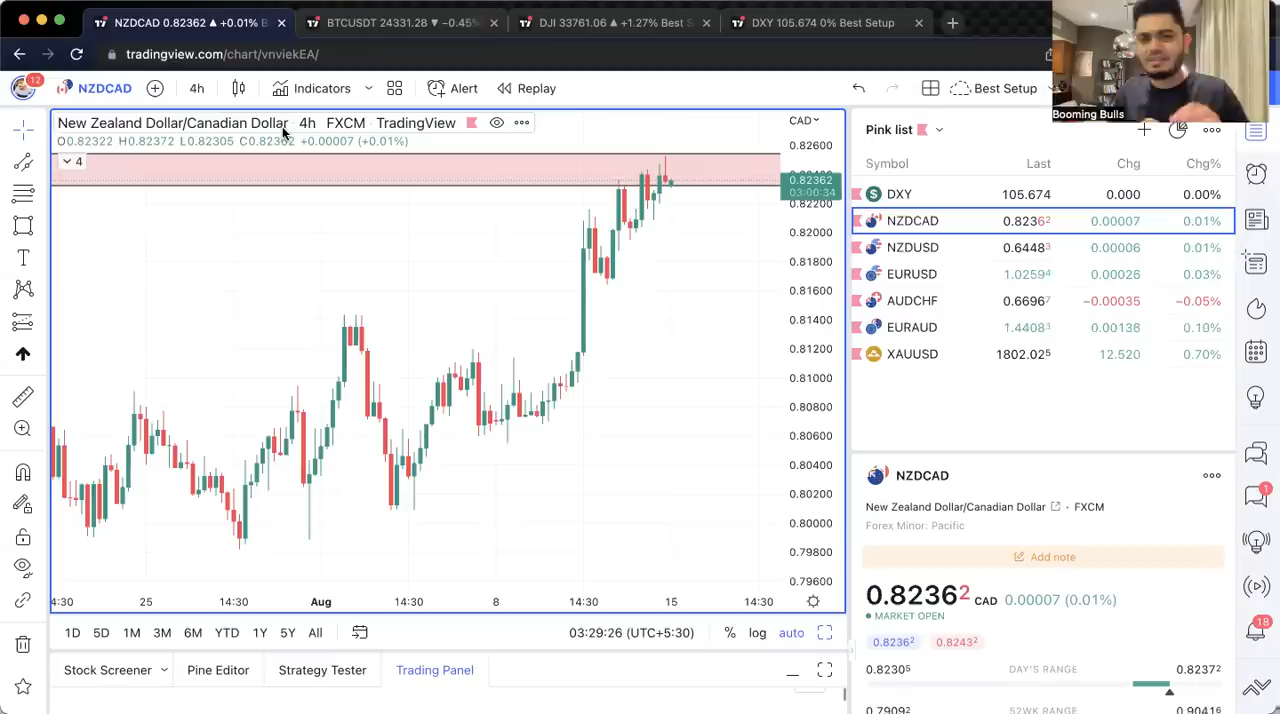 NZDCAD 0.82362 ▲ +0.01% B
BTCUSDT 24331.28 ▼ −0.45%
DJI 33761.06 ▲ +1.27% Best S
DXY 105.674 0% Best Setup
tradingview.com/chart/vnviekEA/
12
NZDCAD
4h
Indicators
Alert
Replay
Best Setup
Booming Bulls
New Zealand Dollar/Canadian Dollar 4h FXCM TradingView
O0.82322 H0.82372 L0.82305 C0.82362 +0.00007 (+0.01%)
4
CAD
0.82600
0.82362
03:00:34
0.82200
0.82000
0.81800
0.81600
0.81400
0.81200
0.81000
0.80800
0.80600
0.80400
0.80200
0.80000
0.79800
0.79600
4:30 25 14:30 Aug 14:30 8 14:30 15 14:30
1D 5D 1M 3M 6M YTD 1Y 5Y All
03:29:26 (UTC+5:30) % log auto
Stock Screener Pine Editor Strategy Tester Trading Panel
Pink list
Symbol Last Chg Chg%
DXY 105.674 0.000 0.00%
NZDCAD 0.82362 0.00007 0.01%
NZDUSD 0.64483 0.00006 0.01%
EURUSD 1.02594 0.00026 0.03%
AUDCHF 0.66967 −0.00035 −0.05%
EURAUD 1.44083 0.00136 0.10%
XAUUSD 1802.025 12.520 0.70%
NZDCAD
New Zealand Dollar/Canadian Dollar • FXCM
Forex Minor: Pacific
Add note
0.82362 CAD 0.00007 (0.01%)
MARKET OPEN
0.82362 0.82432
0.82305 DAY'S RANGE 0.82372
0.79092 52WK RANGE 0.90416
1
18